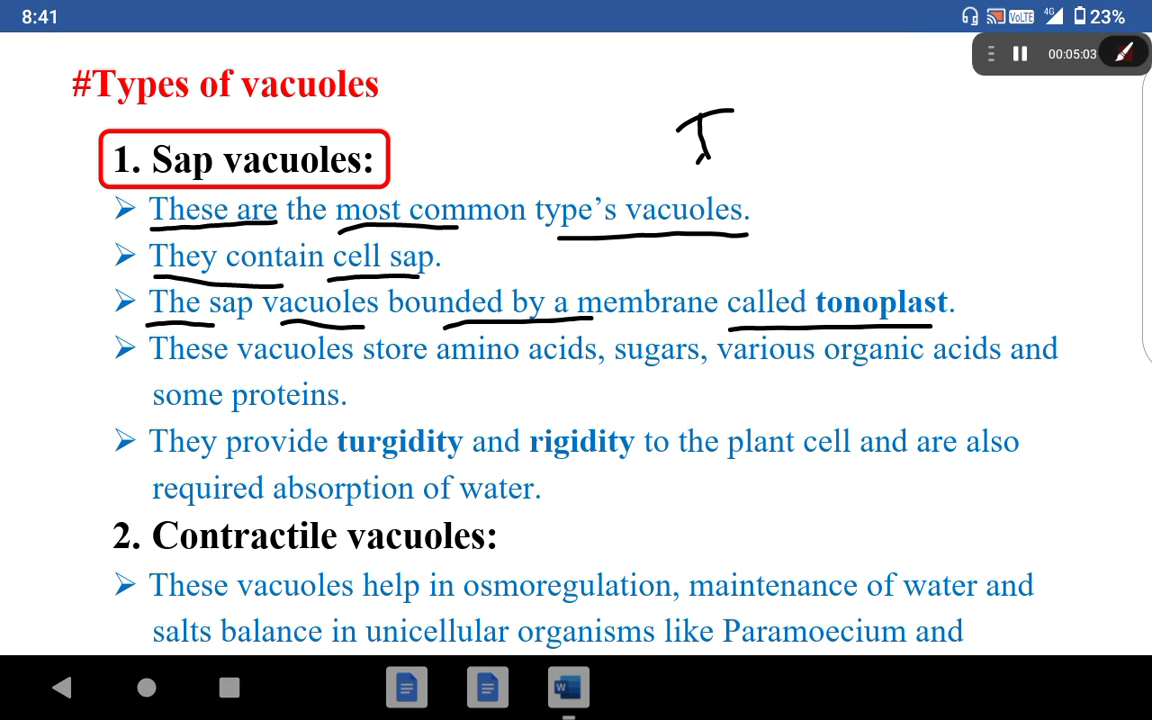 8:41 VoLTE 4G 23%
00:05:03
#Types of vacuoles
T
1. Sap vacuoles:
➢ These are the most common type’s vacuoles.
➢ They contain cell sap.
➢ The sap vacuoles bounded by a membrane called tonoplast.
➢ These vacuoles store amino acids, sugars, various organic acids and
some proteins.
➢ They provide turgidity and rigidity to the plant cell and are also
required absorption of water.
2. Contractile vacuoles:
➢ These vacuoles help in osmoregulation, maintenance of water and
salts balance in unicellular organisms like Paramoecium and
W